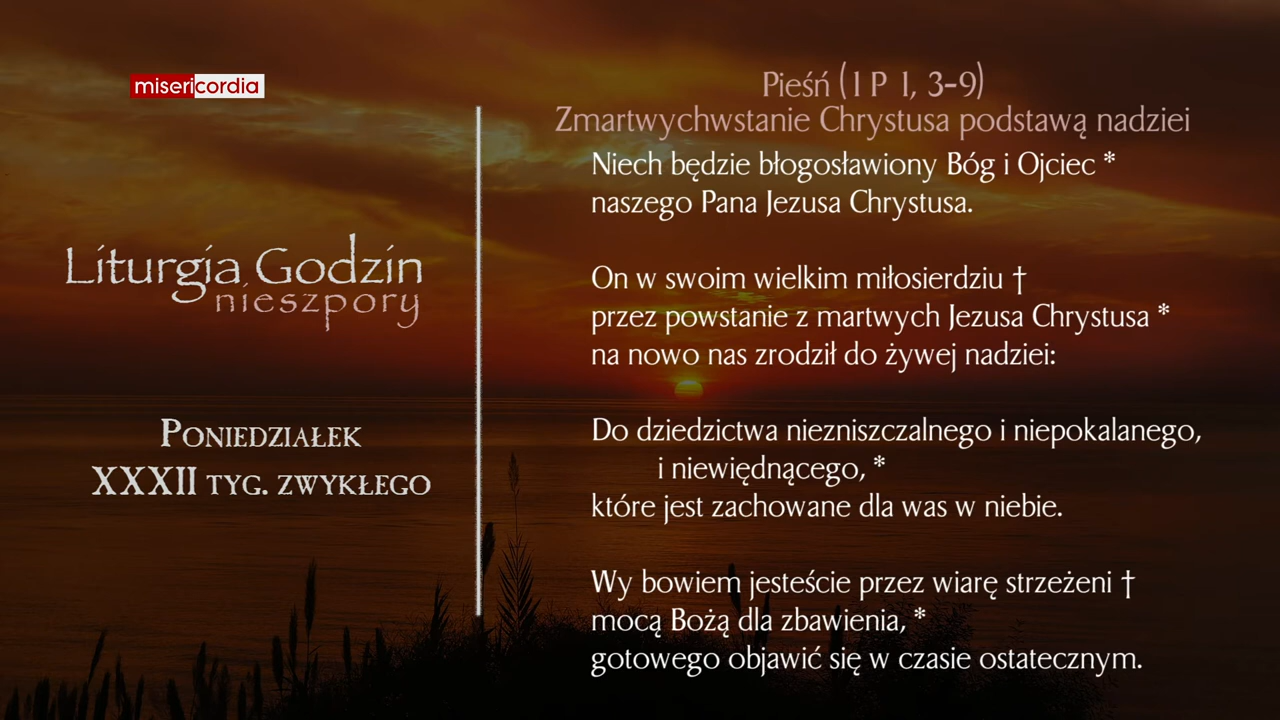 misericordia
Liturgia Godzin
nieszpory
Poniedziałek
XXXII tyg. zwykłego
Pieśń (1 P 1, 3-9)
Zmartwychwstanie Chrystusa podstawą nadziei
Niech będzie błogosławiony Bóg i Ojciec *
naszego Pana Jezusa Chrystusa.
On w swoim wielkim miłosierdziu †
przez powstanie z martwych Jezusa Chrystusa *
na nowo nas zrodził do żywej nadziei:
Do dziedzictwa niezniszczalnego i niepokalanego,
i niewiędnącego, *
które jest zachowane dla was w niebie.
Wy bowiem jesteście przez wiarę strzeżeni †
mocą Bożą dla zbawienia, *
gotowego objawić się w czasie ostatecznym.